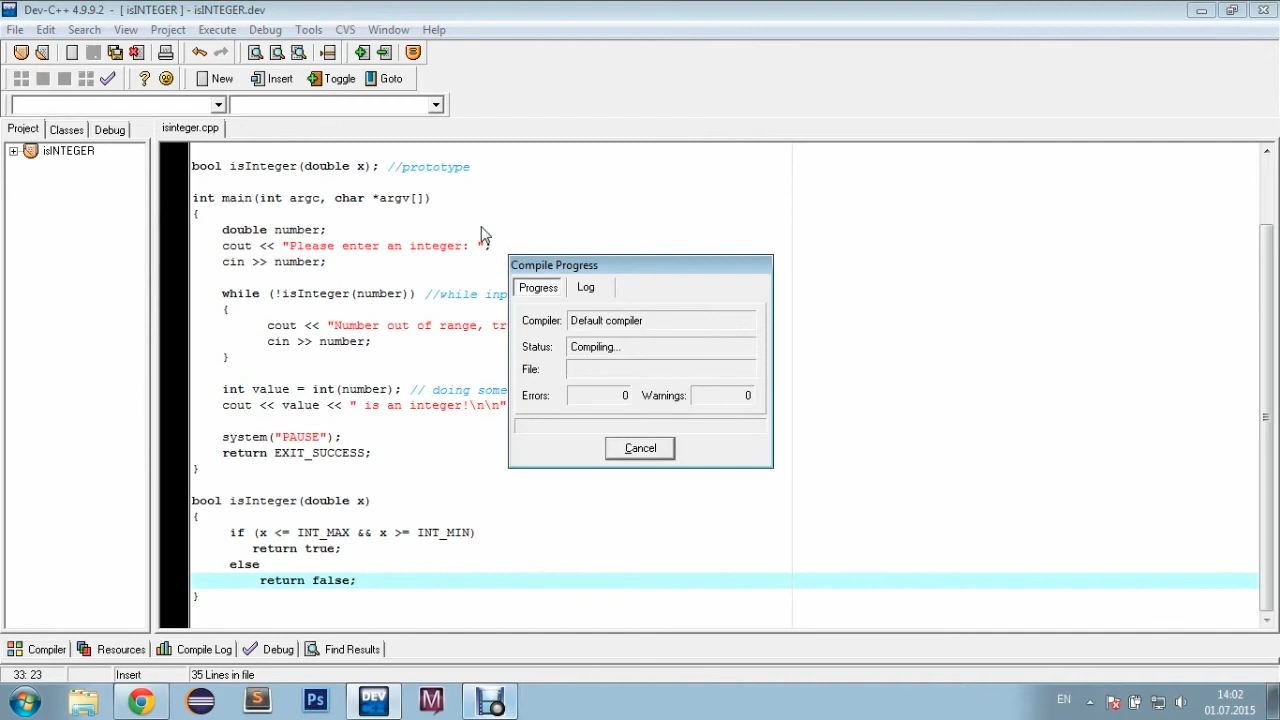 Dev-C++ 4.9.9.2 - [ isINTEGER ] - isINTEGER.dev
File Edit Search View Project Execute Debug Tools CVS Window Help
New Insert Toggle Goto
Project Classes Debug
isinteger.cpp
isINTEGER
bool isInteger(double x); //prototype
int main(int argc, char *argv[])
{
double number;
cout << "Please enter an integer: ";
cin >> number;
while (!isInteger(number)) //while inp
{
cout << "Number out of range, tr
cin >> number;
}
int value = int(number); // doing some
cout << value << " is an integer!\n\n"
system("PAUSE");
return EXIT_SUCCESS;
}
bool isInteger(double x)
{
if (x <= INT_MAX && x >= INT_MIN)
return true;
else
return false;
}
Compile Progress
Progress Log
Compiler: Default compiler
Status: Compiling...
File:
Errors: 0 Warnings: 0
Cancel
Compiler Resources Compile Log Debug Find Results
33: 23 Insert 35 Lines in file
Ps DEV M EN 14:02
01.07.2015